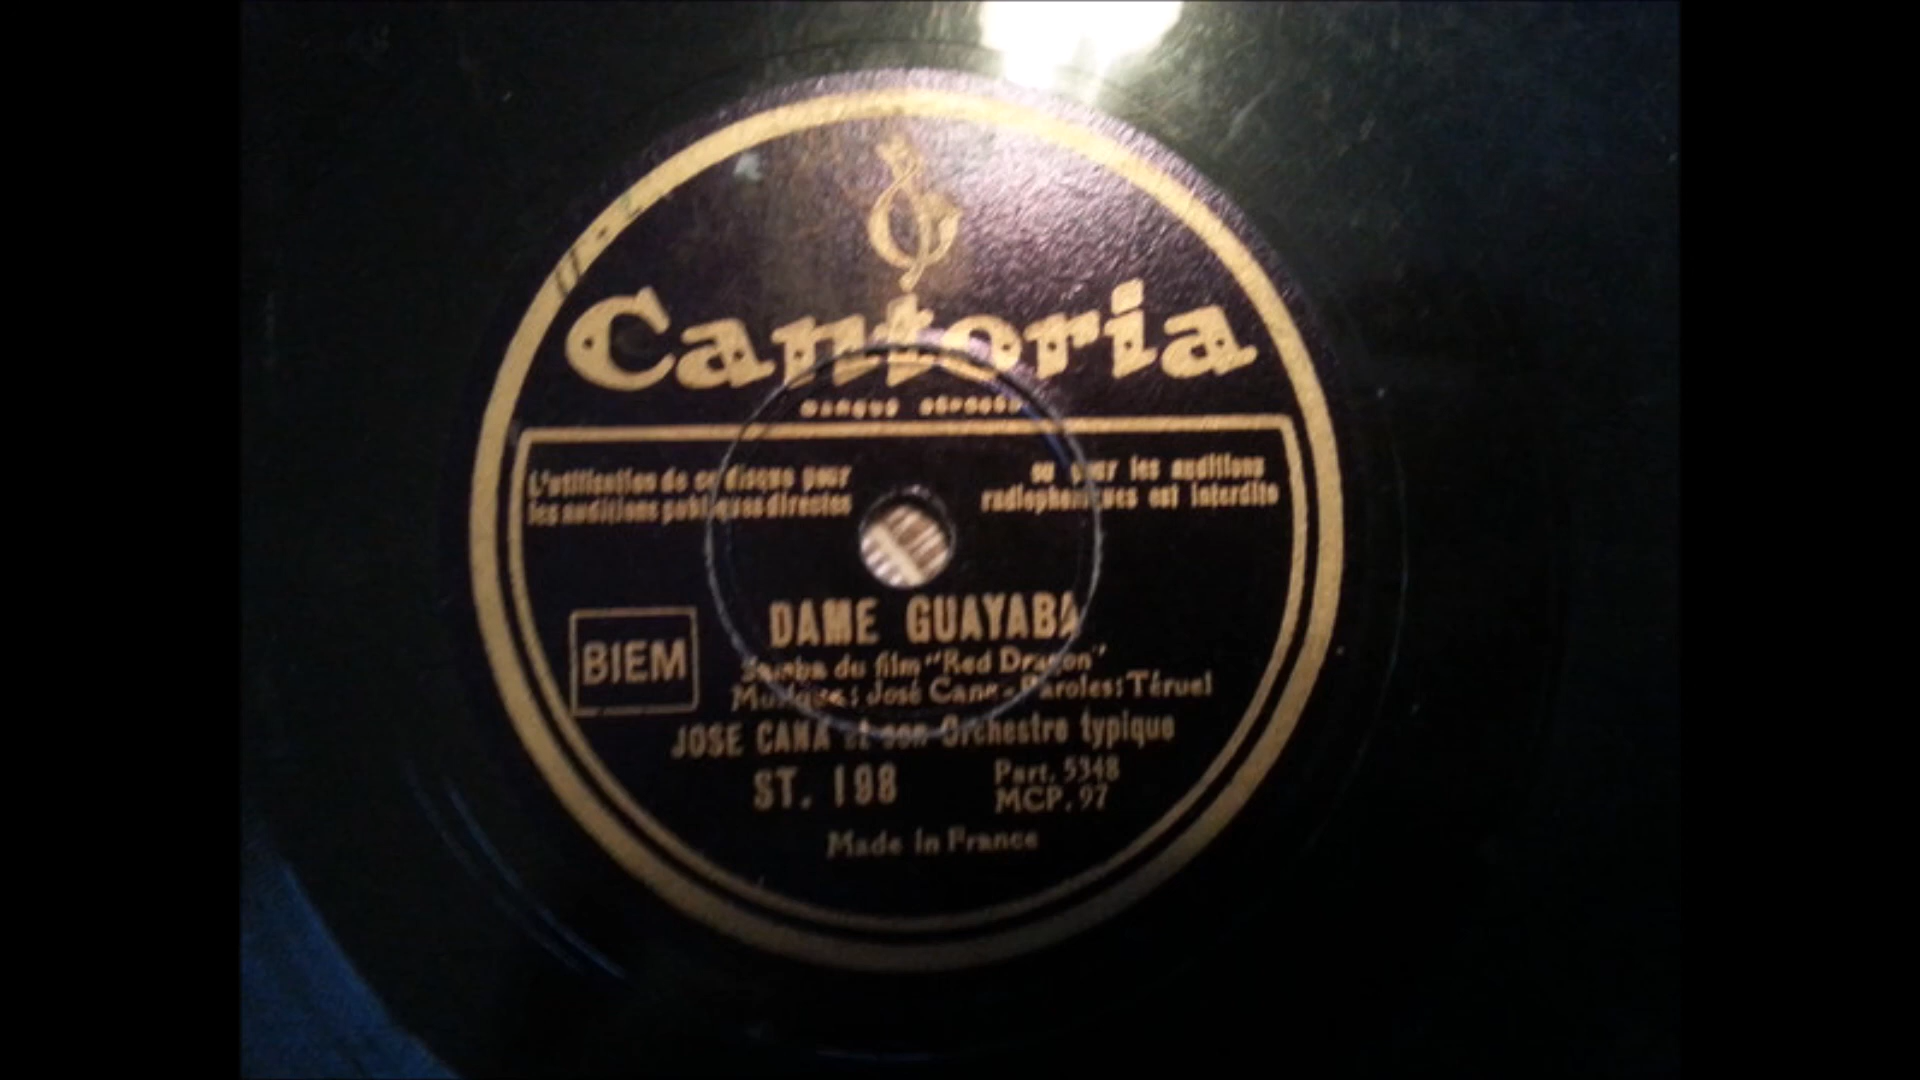 Cantoria
MARQUE DÉPOSÉE
L'utilisation de ce disque pour
les auditions publiques directes
ou pour les auditions
radiophoniques est interdite
BIEM
DAME GUAYABA
Samba du film "Red Dragon"
Musique: José Cana - Paroles: Téruel
JOSE CANA et son Orchestre typique
ST. 198
Part. 5348
MCP. 97
Made in France